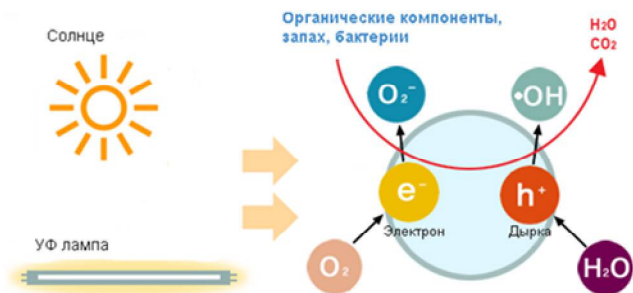 Солнце
УФ лампа
Органические компоненты,
запах, бактерии
H₂O
CO₂
O₂⁻
•OH
e⁻
h⁺
Электрон
Дырка
O₂
H₂O